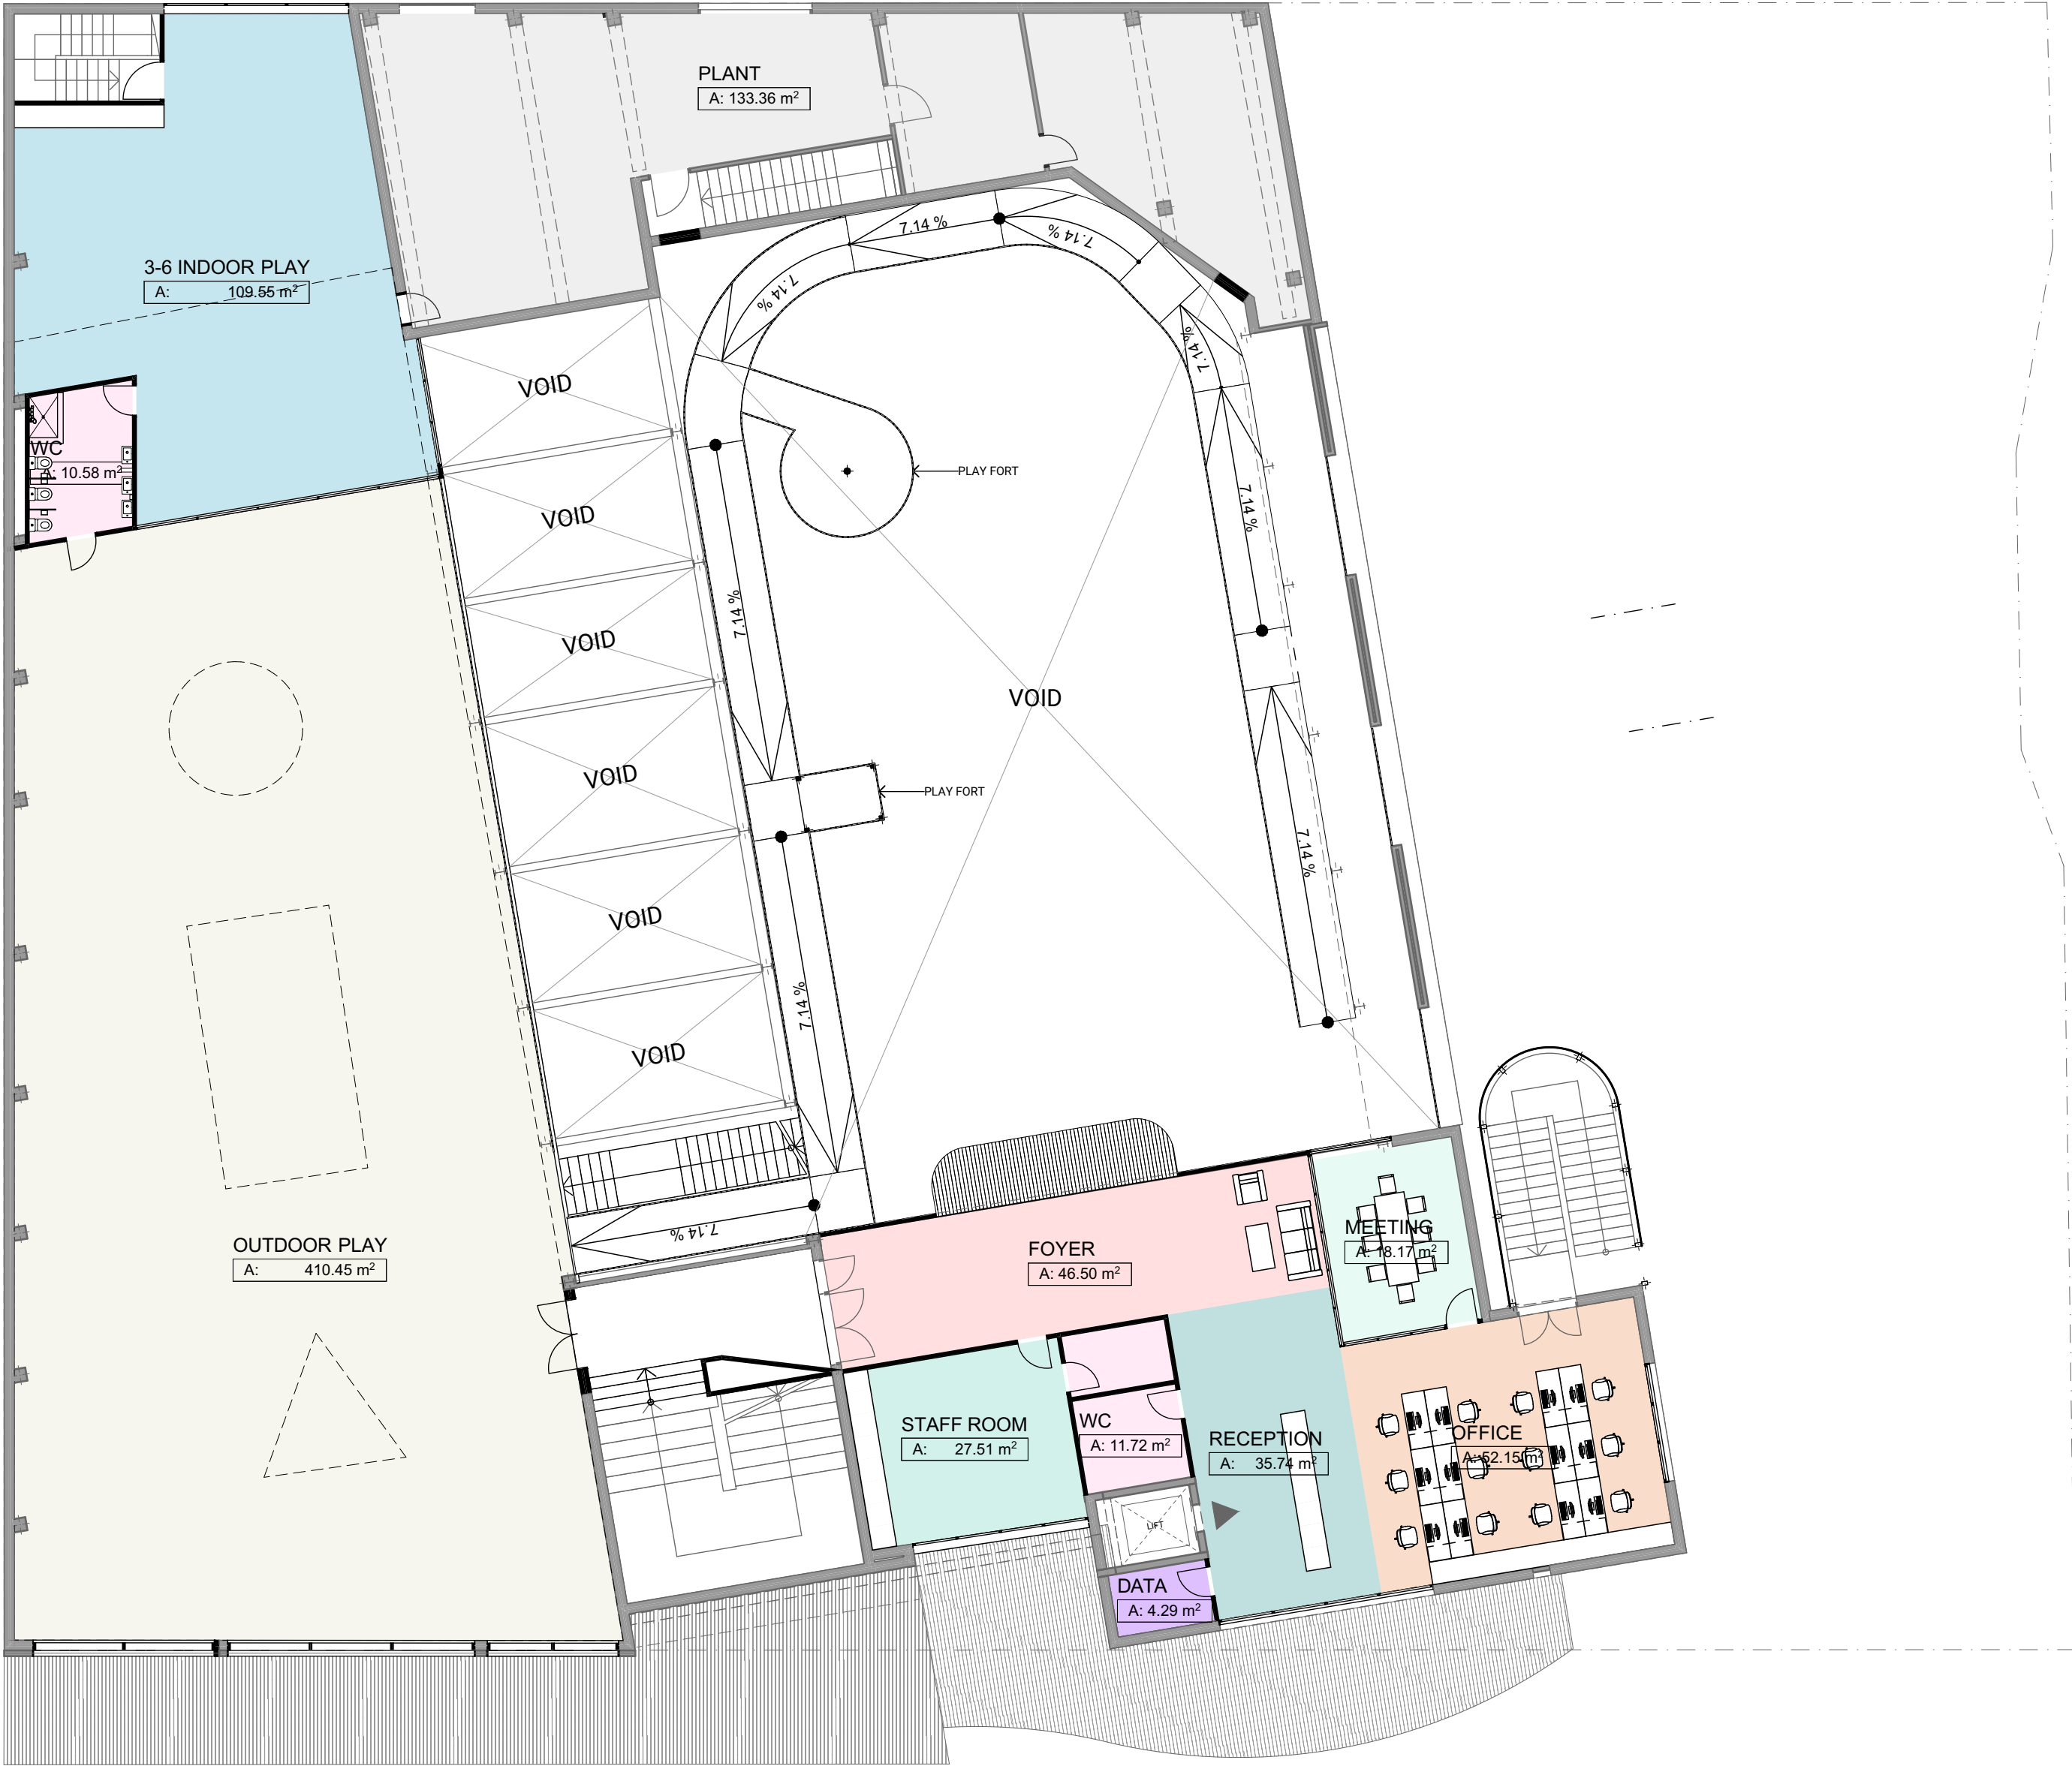 PLANT
A: 133.36 m²
7.14 %
7.14 %
3-6 INDOOR PLAY
A: 109.55 m²
7.14 %
7.14 %
VOID
WC
A: 10.58 m²
PLAY FORT
VOID
7.14 %
7.14 %
VOID
VOID
VOID
PLAY FORT
7.14 %
VOID
7.14 %
VOID
7.14 %
OUTDOOR PLAY
A: 410.45 m²
FOYER
A: 46.50 m²
MEETING
A: 18.17 m²
STAFF ROOM
A: 27.51 m²
WC
A: 11.72 m²
RECEPTION
A: 35.74 m²
OFFICE
A: 52.15 m²
LIFT
DATA
A: 4.29 m²